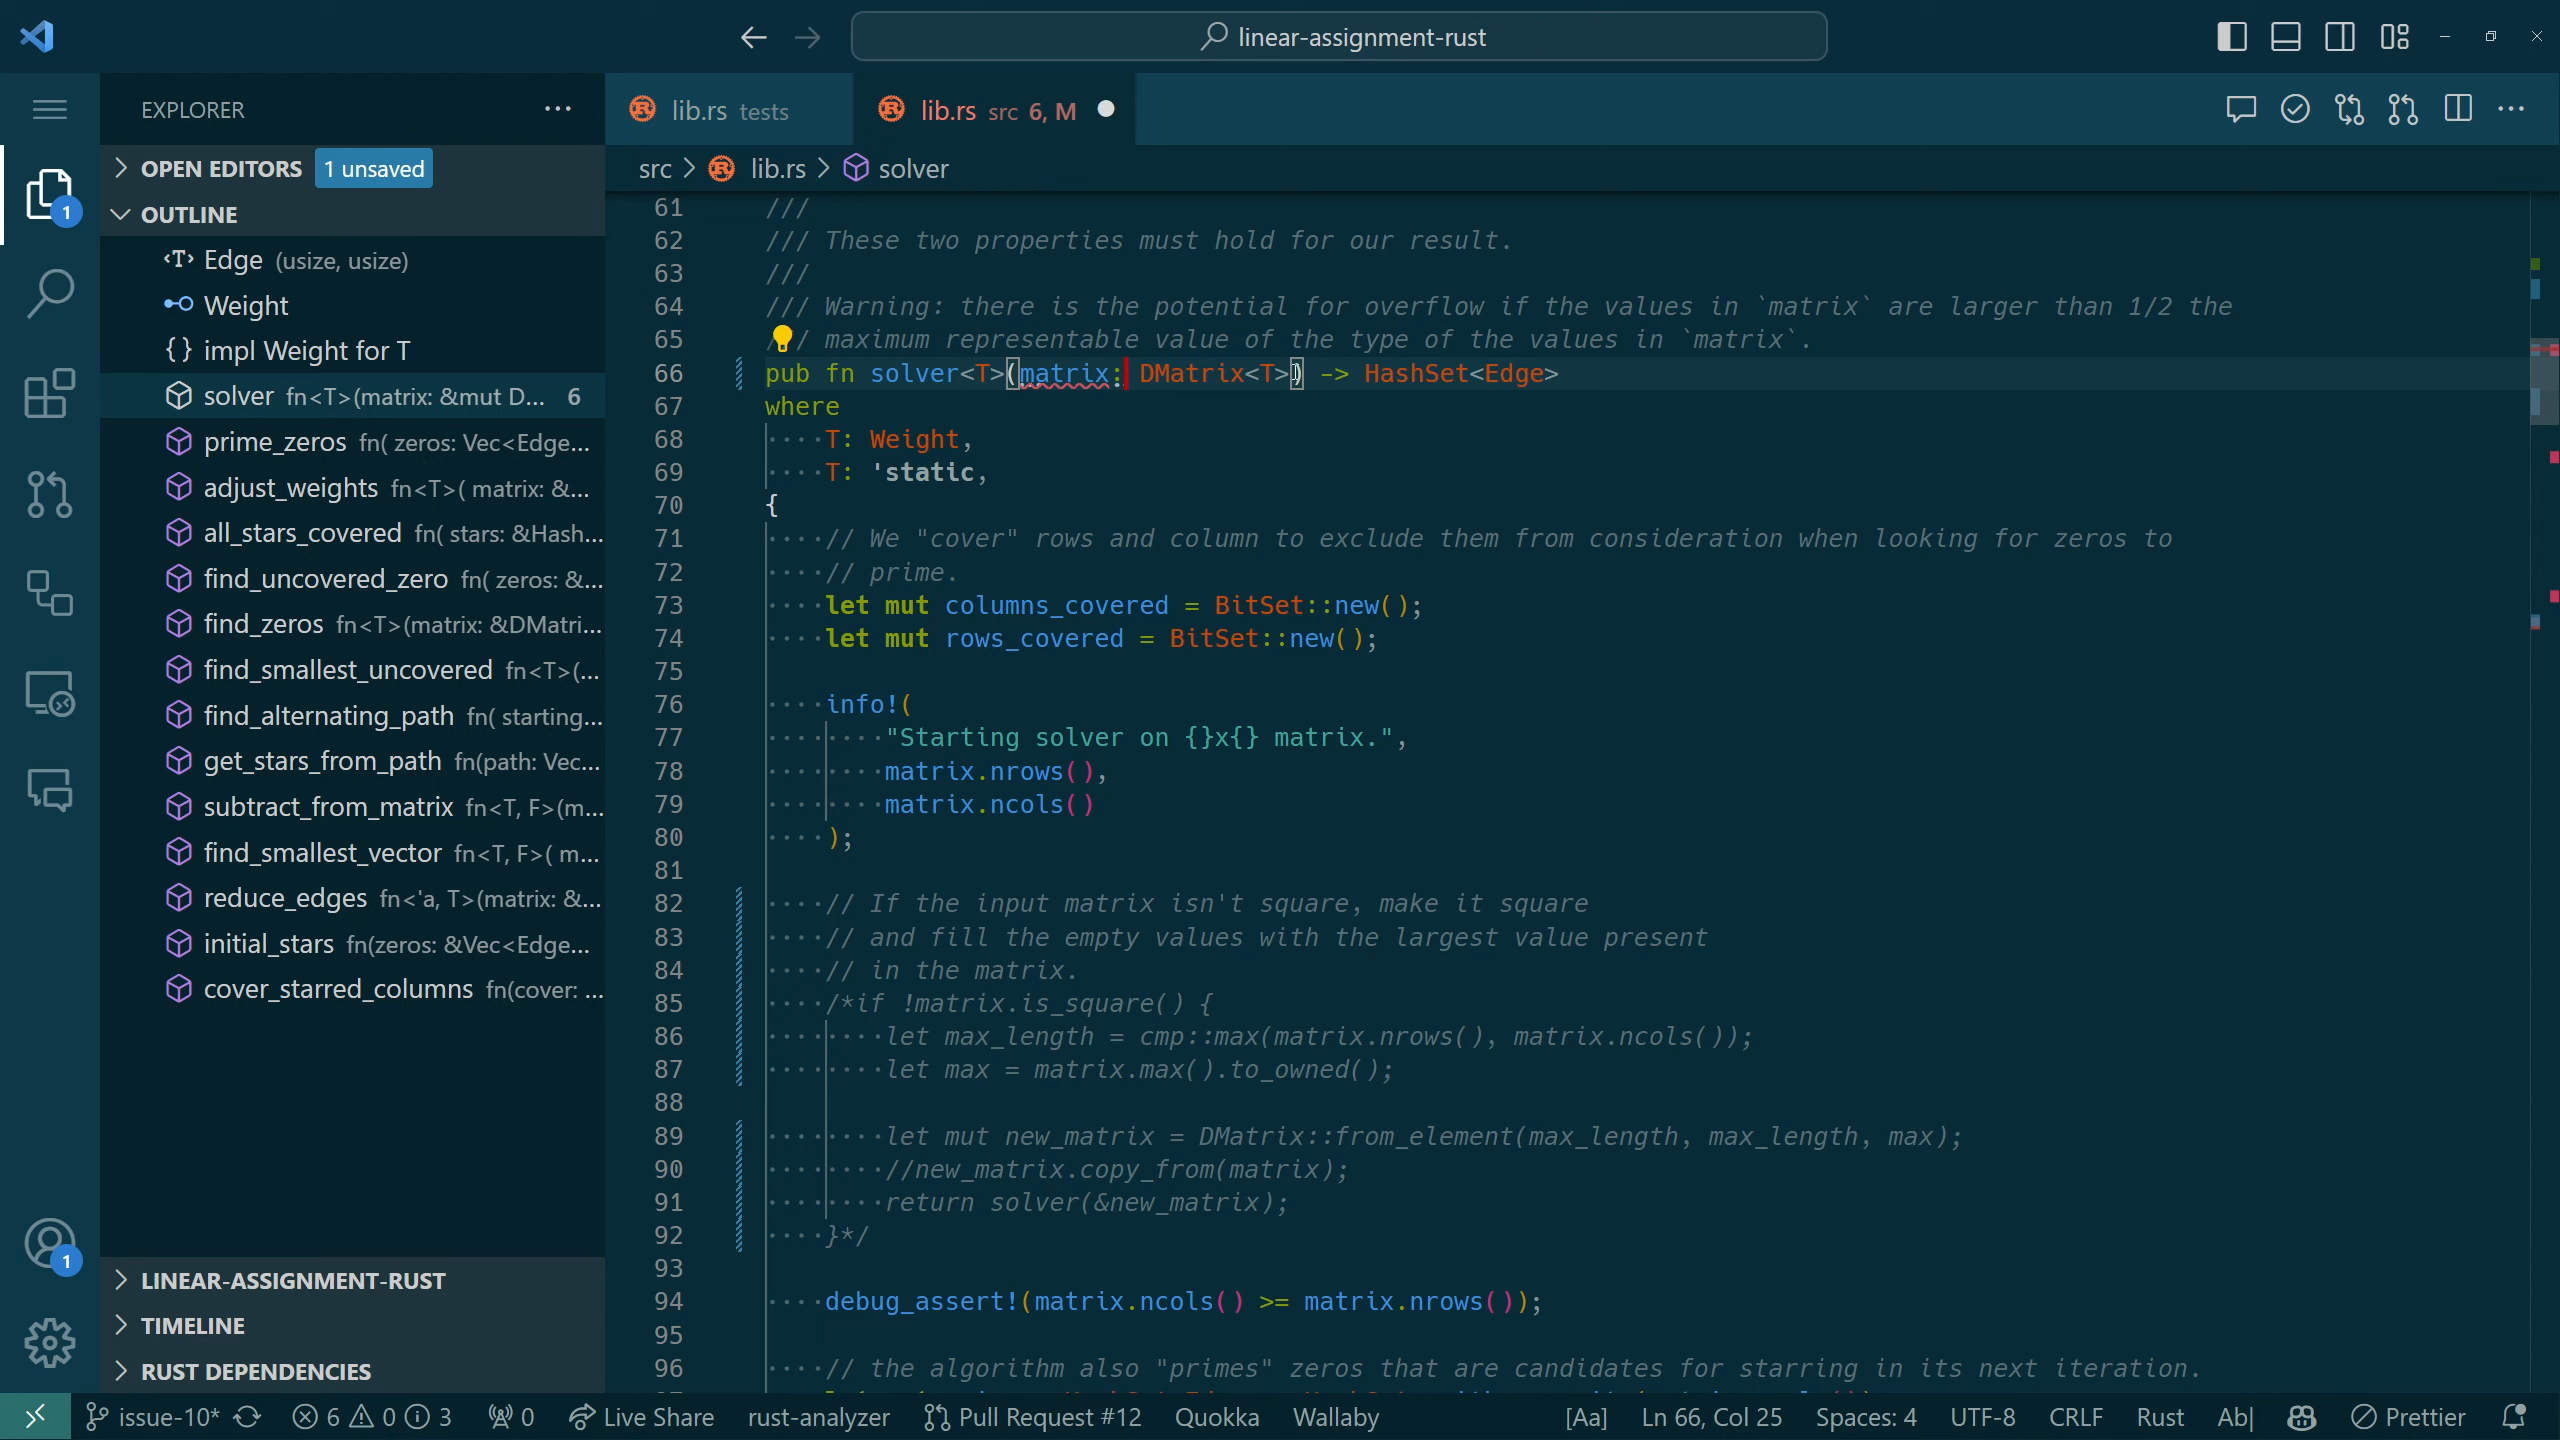 linear-assignment-rust
EXPLORER
OPEN EDITORS 1 unsaved
OUTLINE
Edge (usize, usize)
Weight
{} impl Weight for T
solver fn<T>(matrix: &mut D... 6
prime_zeros fn( zeros: Vec<Edge...
adjust_weights fn<T>( matrix: &...
all_stars_covered fn( stars: &Hash...
find_uncovered_zero fn( zeros: &...
find_zeros fn<T>(matrix: &DMatri...
find_smallest_uncovered fn<T>(...
find_alternating_path fn( starting...
get_stars_from_path fn(path: Vec...
subtract_from_matrix fn<T, F>(m...
find_smallest_vector fn<T, F>( m...
reduce_edges fn<'a, T>(matrix: &...
initial_stars fn(zeros: &Vec<Edge...
cover_starred_columns fn(cover: ...
LINEAR-ASSIGNMENT-RUST
TIMELINE
RUST DEPENDENCIES
1
1
lib.rs tests
lib.rs src 6, M
src > lib.rs > solver
61 ///
62 /// These two properties must hold for our result.
63 ///
64 /// Warning: there is the potential for overflow if the values in `matrix` are larger than 1/2 the
65 /// maximum representable value of the type of the values in `matrix`.
66 pub fn solver<T>(matrix: DMatrix<T>) -> HashSet<Edge>
67 where
68 T: Weight,
69 T: 'static,
70 {
71 // We "cover" rows and column to exclude them from consideration when looking for zeros to
72 // prime.
73 let mut columns_covered = BitSet::new();
74 let mut rows_covered = BitSet::new();
75
76 info!(
77 "Starting solver on {}x{} matrix.",
78 matrix.nrows(),
79 matrix.ncols()
80 );
81
82 // If the input matrix isn't square, make it square
83 // and fill the empty values with the largest value present
84 // in the matrix.
85 /*if !matrix.is_square() {
86 let max_length = cmp::max(matrix.nrows(), matrix.ncols());
87 let max = matrix.max().to_owned();
88
89 let mut new_matrix = DMatrix::from_element(max_length, max_length, max);
90 //new_matrix.copy_from(matrix);
91 return solver(&new_matrix);
92 }*/
93
94 debug_assert!(matrix.ncols() >= matrix.nrows());
95
96 // the algorithm also "primes" zeros that are candidates for starring in its next iteration.
issue-10* 6 0 3 0 Live Share rust-analyzer Pull Request #12 Quokka Wallaby [Aa] Ln 66, Col 25 Spaces: 4 UTF-8 CRLF Rust Ab| Prettier